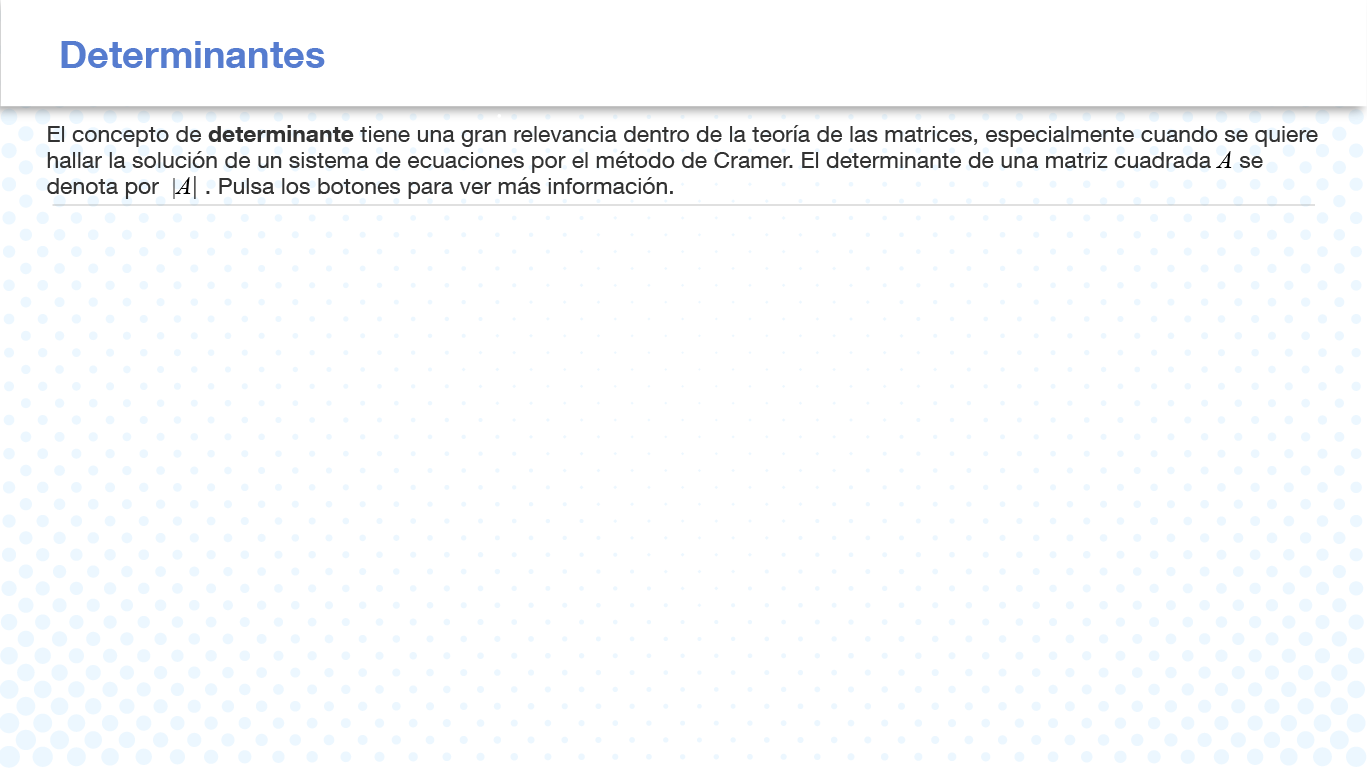 Determinantes
El concepto de determinante tiene una gran relevancia dentro de la teoría de las matrices, especialmente cuando se quiere
hallar la solución de un sistema de ecuaciones por el método de Cramer. El determinante de una matriz cuadrada A se
denota por |A| . Pulsa los botones para ver más información.